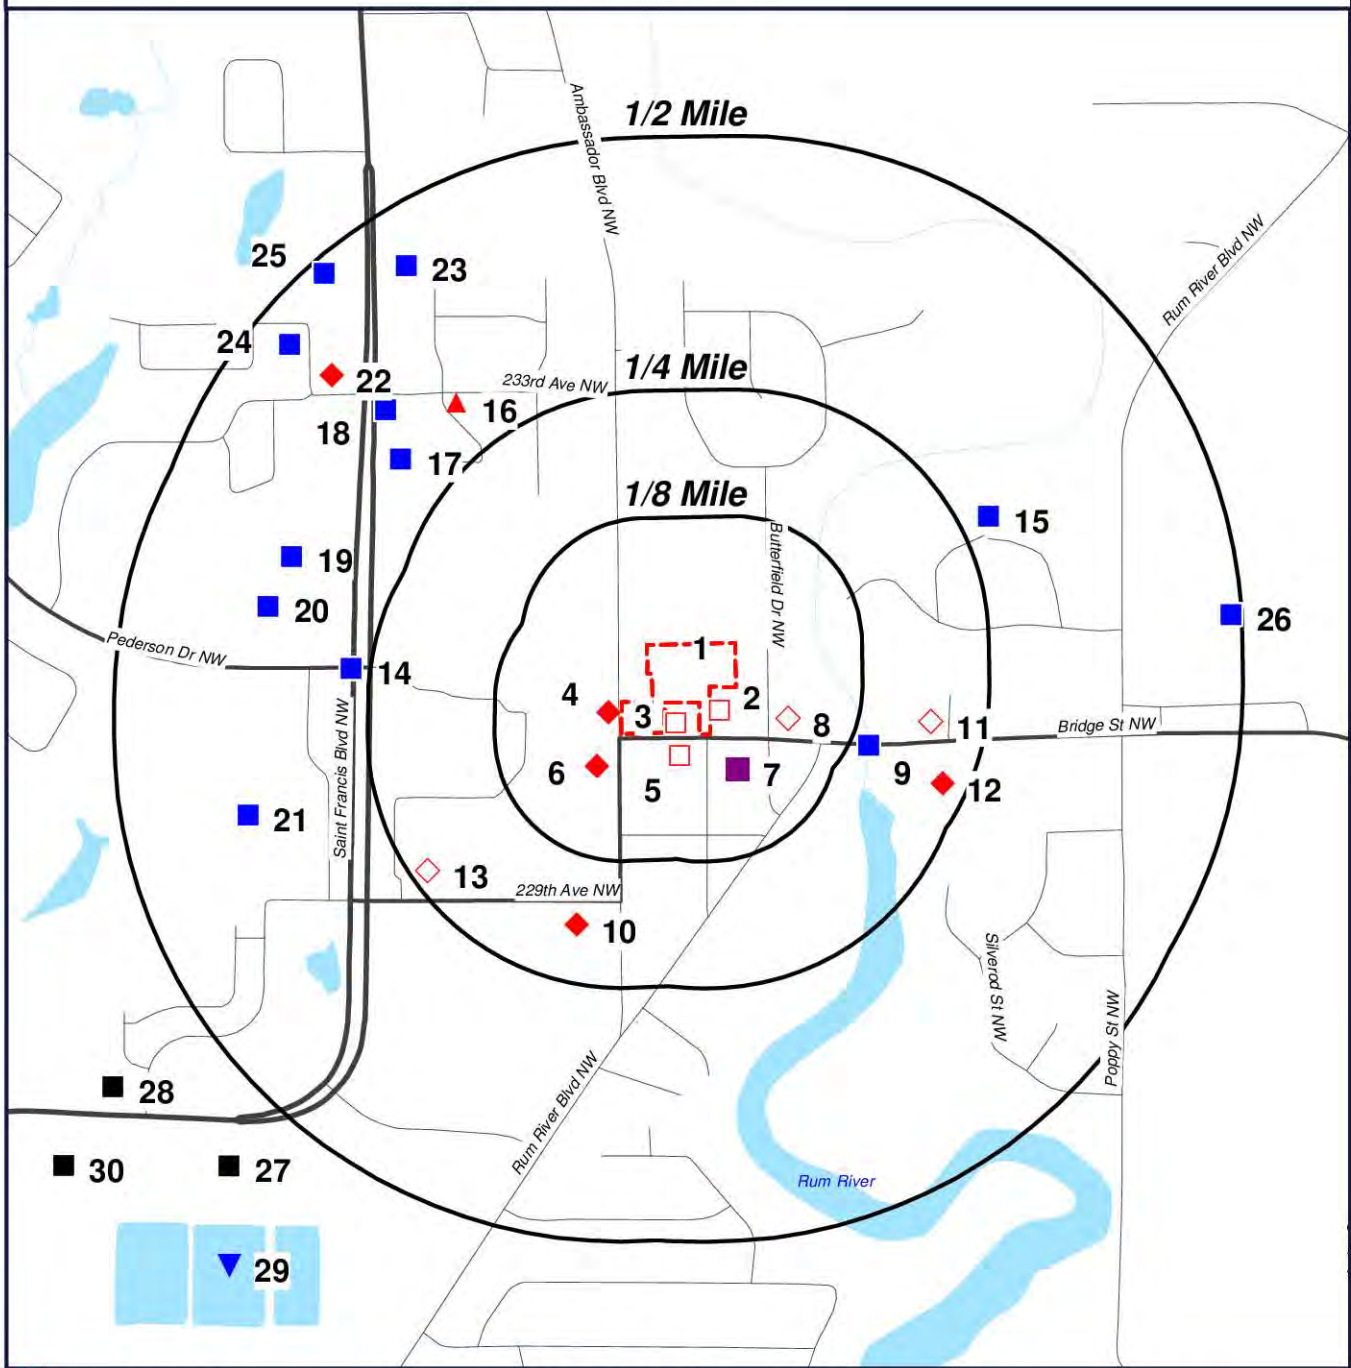 1/2 Mile
Ambassador Blvd NW
Rum River Blvd NW
25
23
24
1/4 Mile
22
233rd Ave NW
16
18
17
1/8 Mile
15
Butterfield Dr NW
19
20
26
Pederson Dr NW
1
14
4
2
3
8
11
Bridge St NW
Saint Francis Blvd NW
6
5
7
9
12
21
13
229th Ave NW
10
Silverod St NW
Poppy St NW
28
Rum River Blvd NW
30
27
Rum River
29